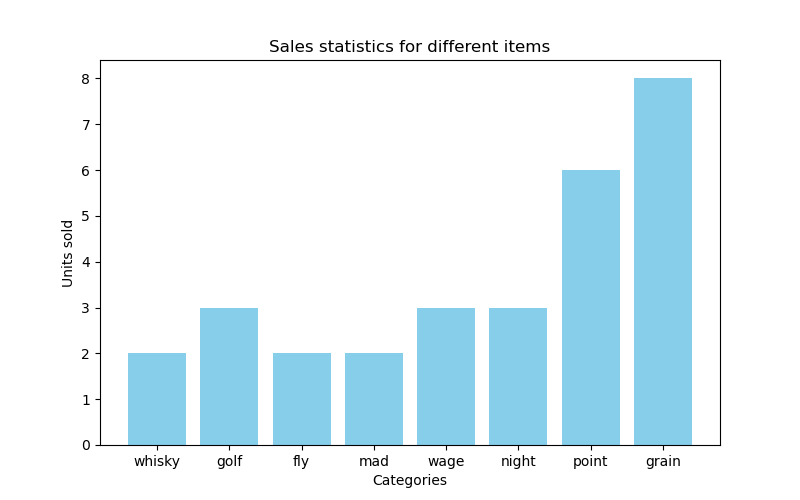 Sales statistics for different items
8
7
6
5
4
3
2
1
0
Units sold
whisky golf fly mad wage night point grain
Categories